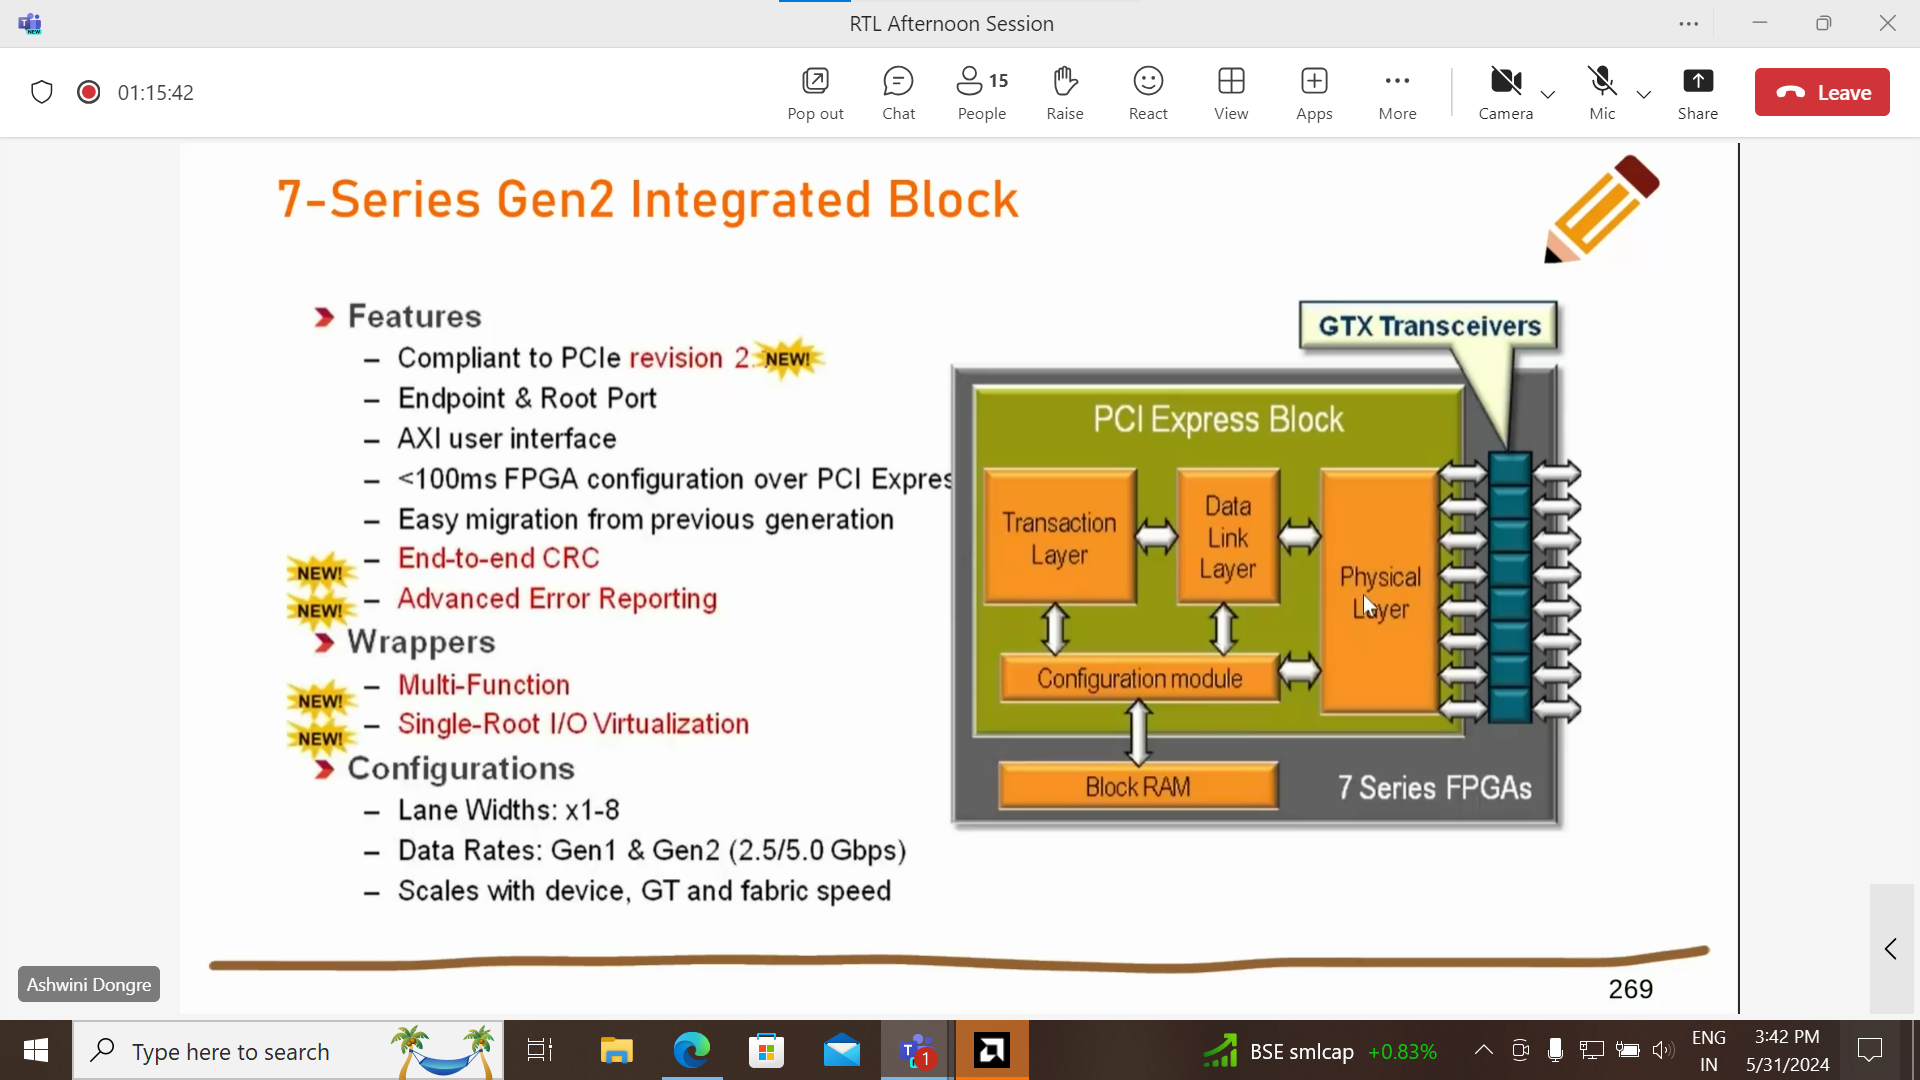 RTL Afternoon Session
01:15:42
Pop out
Chat
15
People
Raise
React
View
Apps
More
Camera
Mic
Share
Leave
7-Series Gen2 Integrated Block
Features
– Compliant to PCIe revision 2. NEW!
– Endpoint & Root Port
– AXI user interface
– <100ms FPGA configuration over PCI Expres
– Easy migration from previous generation
NEW! – End-to-end CRC
NEW! – Advanced Error Reporting
Wrappers
NEW! – Multi-Function
NEW! – Single-Root I/O Virtualization
Configurations
– Lane Widths: x1-8
– Data Rates: Gen1 & Gen2 (2.5/5.0 Gbps)
– Scales with device, GT and fabric speed
GTX Transceivers
PCI Express Block
Transaction
Layer
Data
Link
Layer
Physical
Layer
Configuration module
Block RAM
7 Series FPGAs
Ashwini Dongre
269
Type here to search
1
BSE smlcap +0.83%
ENG
IN
3:42 PM
5/31/2024